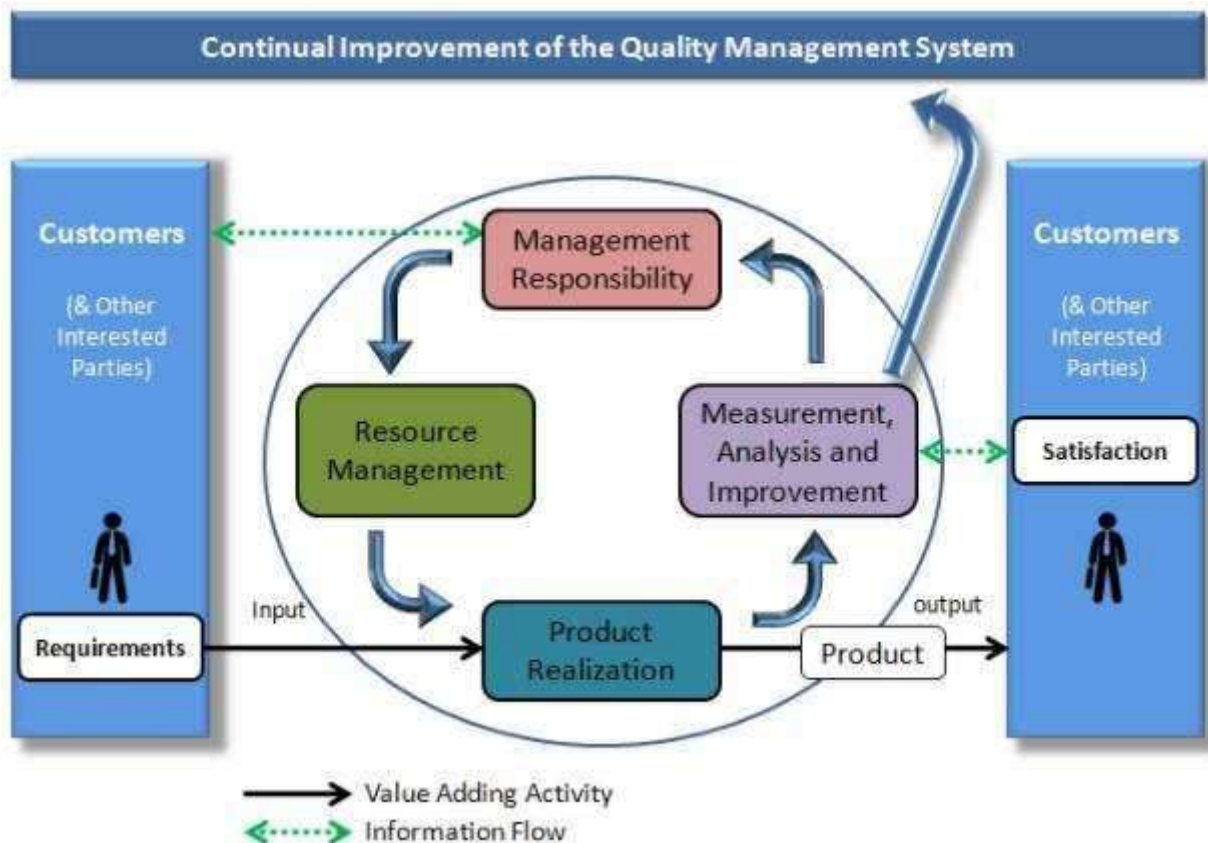 Continual Improvement of the Quality Management System
Customers
(& Other
Interested
Parties)
Requirements
Input
Management
Responsibility
Resource
Management
Measurement,
Analysis and
Improvement
Product
Realization
Product
output
Customers
(& Other
Interested
Parties)
Satisfaction
Value Adding Activity
Information Flow